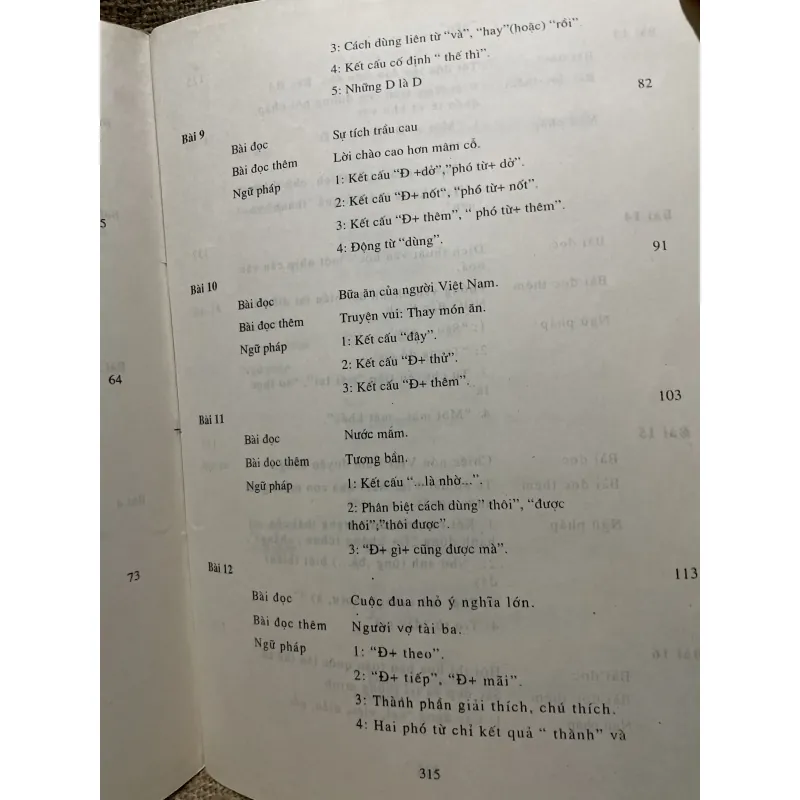 3: Cách dùng liên từ “và”, “hay”(hoặc) “rồi”.
4: Kết cấu cố định “ thế thì”.
5: Những D là D
Bài 9 82
Bài đọc Sự tích trầu cau
Bài đọc thêm Lời chào cao hơn mâm cỗ.
Ngữ pháp 1: Kết cấu “Đ +dở”,”phó từ+ dở”.
2: Kết cấu “Đ+ nốt“, “phó từ+ nốt”.
3: Kết cấu “Đ+ thêm”, “ phó từ+ thêm”.
4: Động từ “dùng”.
Bài 10 91
Bài đọc Bữa ăn của người Việt Nam.
Bài đọc thêm Truyện vui: Thay món ăn.
Ngữ pháp 1: Kết cấu “đậy”.
2: Kết cấu “Đ+ thử”.
3: Kết cấu “Đ+ thêm”.
Bài 11 103
Bài đọc Nước mắm.
Bài đọc thêm Tương bần.
Ngữ pháp 1: Kết cấu “...là nhờ...”.
2: Phân biệt cách dùng” thôi”, “được
thôi”,”thôi được”.
3: “Đ+ gì+ cũng được mà”.
Bài 12 113
Bài đọc Cuộc đua nhỏ ý nghĩa lớn.
Bài đọc thêm Người vợ tài ba.
Ngữ pháp 1: “Đ+ theo”.
2: “Đ+ tiếp”, “Đ+ mãi”.
3: Thành phần giải thích, chú thích.
4: Hai phó từ chỉ kết quả “ thành” và
315
5
64
73